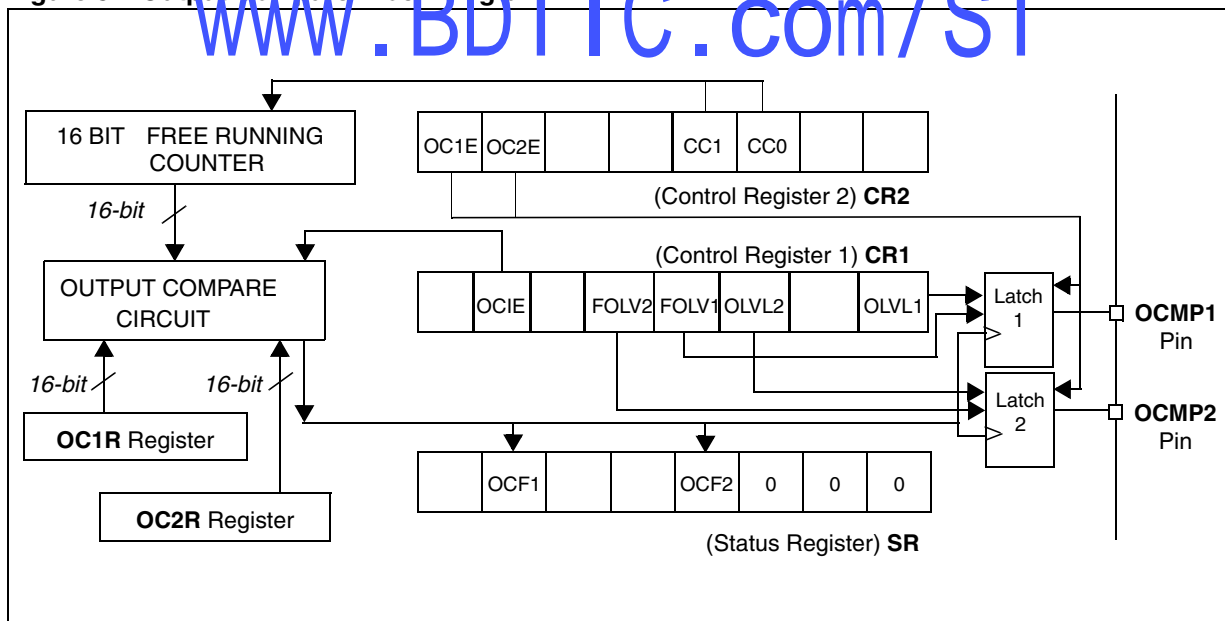 www.BDTIC.com/ST
16 BIT FREE RUNNING
COUNTER
OC1E OC2E CC1 CC0
(Control Register 2) CR2
16-bit
(Control Register 1) CR1
OUTPUT COMPARE
CIRCUIT
OCIE FOLV2 FOLV1 OLVL2 OLVL1
Latch
1
OCMP1
Pin
16-bit
16-bit
Latch
2
OCMP2
Pin
OC1R Register
OCF1 OCF2 0 0 0
OC2R Register
(Status Register) SR